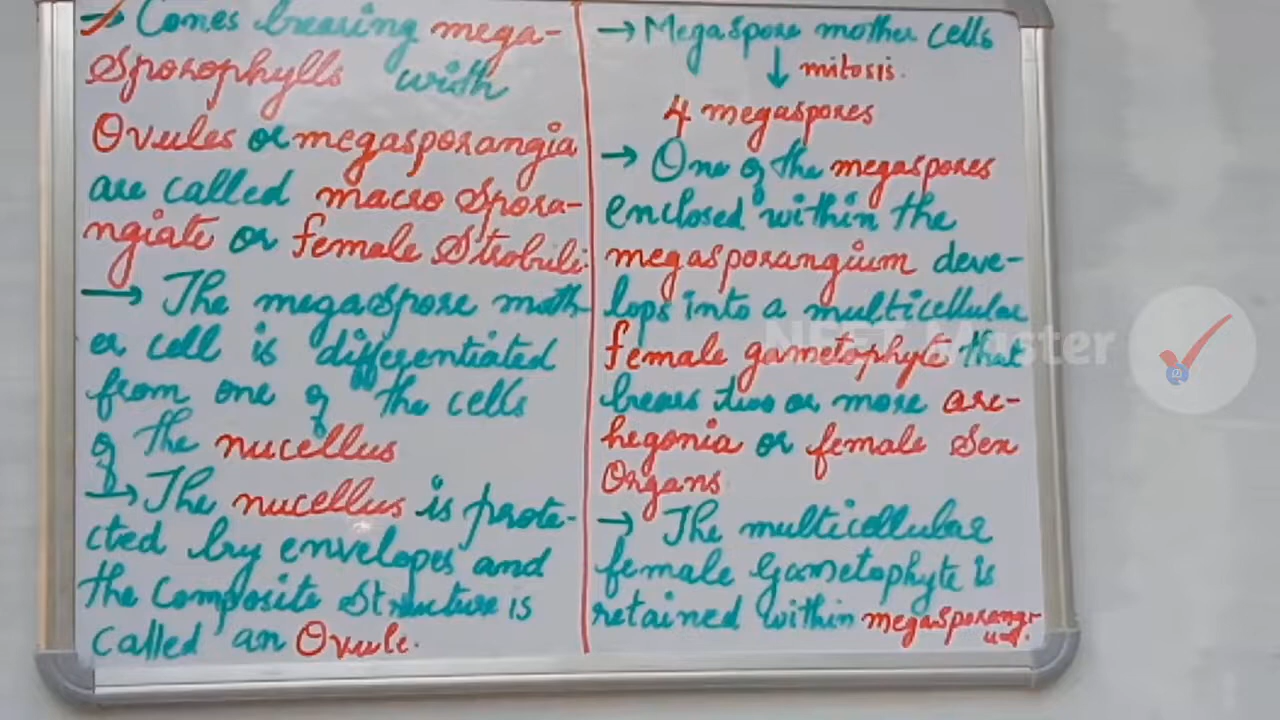 → Cones bearing mega-
sporophylls with
Ovules or megasporangia
are called macro spora-
ngiate or female strobili.
→ The megaspore moth
er cell is differentiated
from one of the cells
of the nucellus
→ The nucellus is prote-
cted by envelopes and
the composite structure is
called an Ovule.
→ Megaspore mother cells
↓ mitosis.
4 megaspores
→ One of the megaspores
enclosed within the
megasporangium deve-
lops into a multicellular
female gametophyte that
bears two or more arc-
hegonia or female sex
Organs
→ The multicellular
female gametophyte is
retained within megasporangi
um.
NEET Master